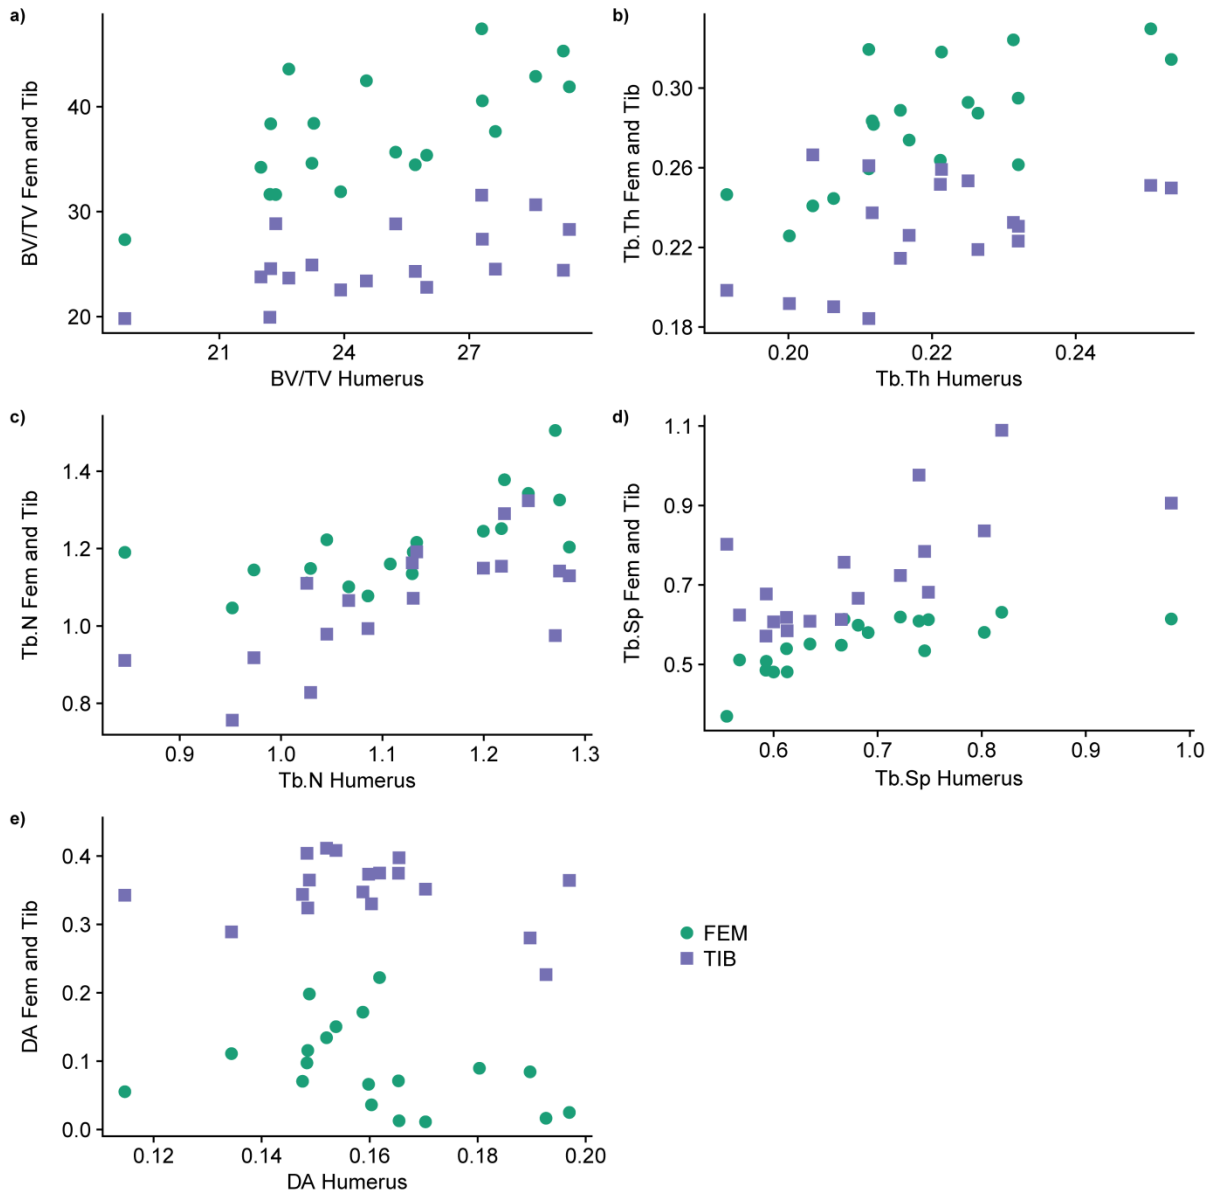 a)
BV/TV Fem and Tib
40
30
20
21 24 27
BV/TV Humerus
b)
Tb.Th Fem and Tib
0.30
0.26
0.22
0.18
0.20 0.22 0.24
Tb.Th Humerus
c)
Tb.N Fem and Tib
1.4
1.2
1.0
0.8
0.9 1.0 1.1 1.2 1.3
Tb.N Humerus
d)
Tb.Sp Fem and Tib
1.1
0.9
0.7
0.5
0.6 0.7 0.8 0.9 1.0
Tb.Sp Humerus
e)
DA Fem and Tib
0.4
0.3
0.2
0.1
0.0
0.12 0.14 0.16 0.18 0.20
DA Humerus
FEM
TIB